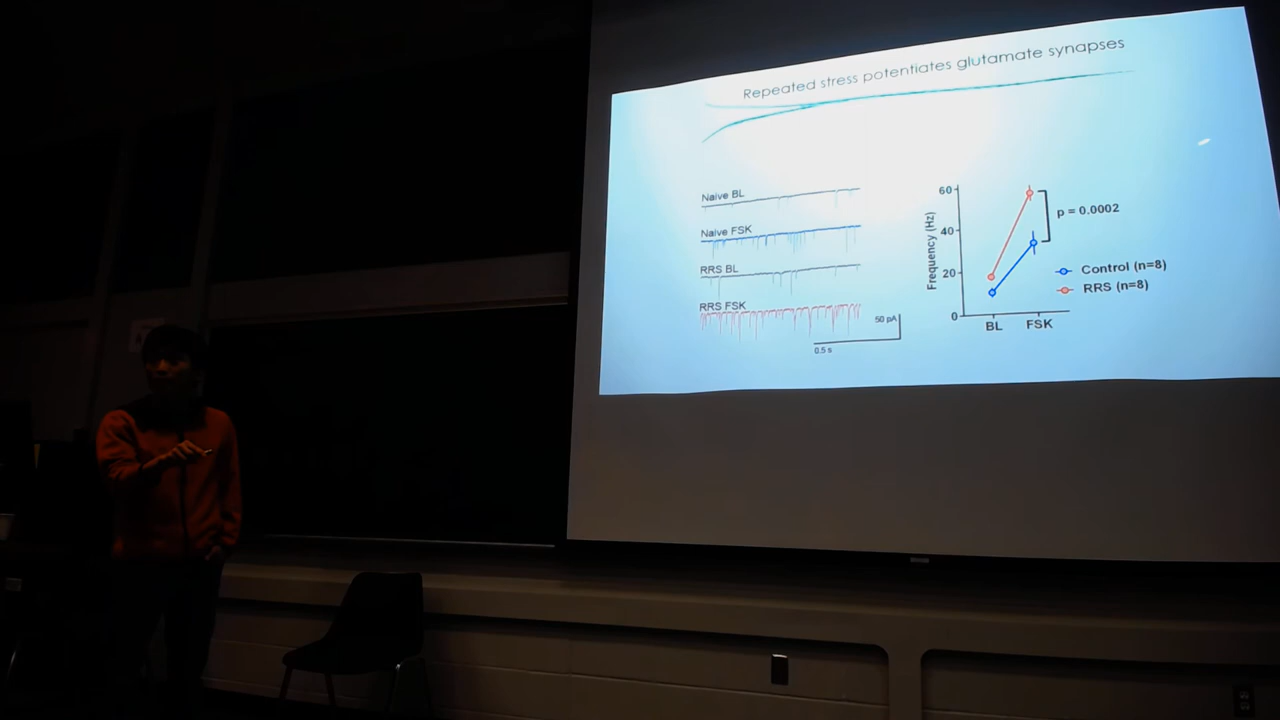 Repeated stress potentiates glutamate synapses
Naive BL
Naive FSK
RRS BL
RRS FSK
50 pA
0.5 s
Frequency (Hz)
60
40
20
0
BL
FSK
p = 0.0002
Control (n=8)
RRS (n=8)